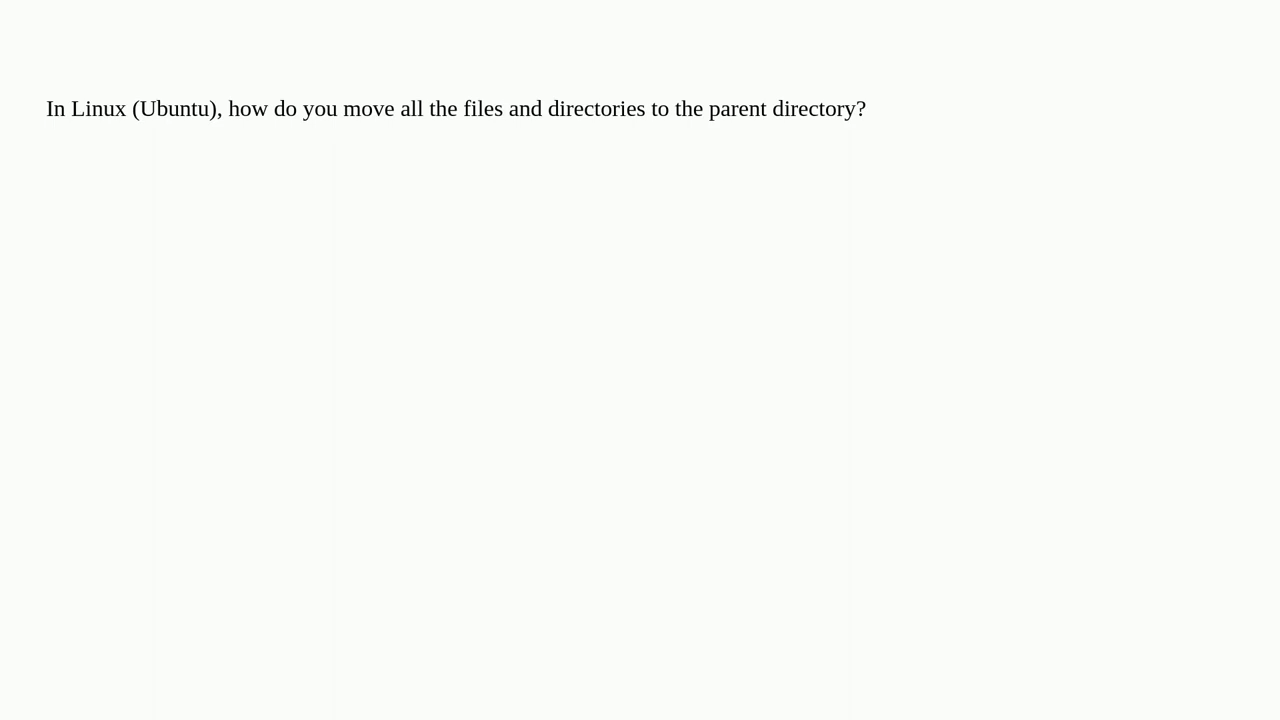 In Linux (Ubuntu), how do you move all the files and directories to the parent directory?